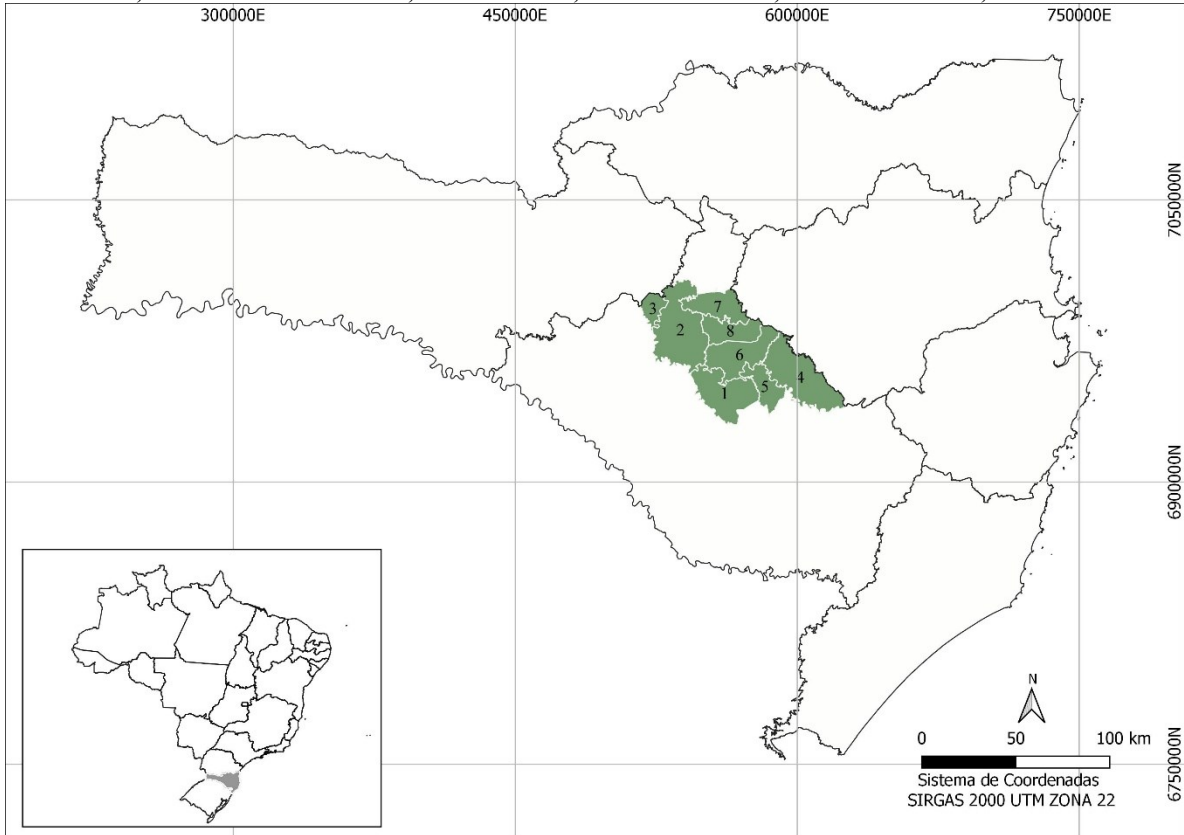 300000E 450000E 600000E 750000E
7050000N
3
7
2
8
6
4
1
5
6900000N
N
0 50 100 km
Sistema de Coordenadas
SIRGAS 2000 UTM ZONA 22
6750000N